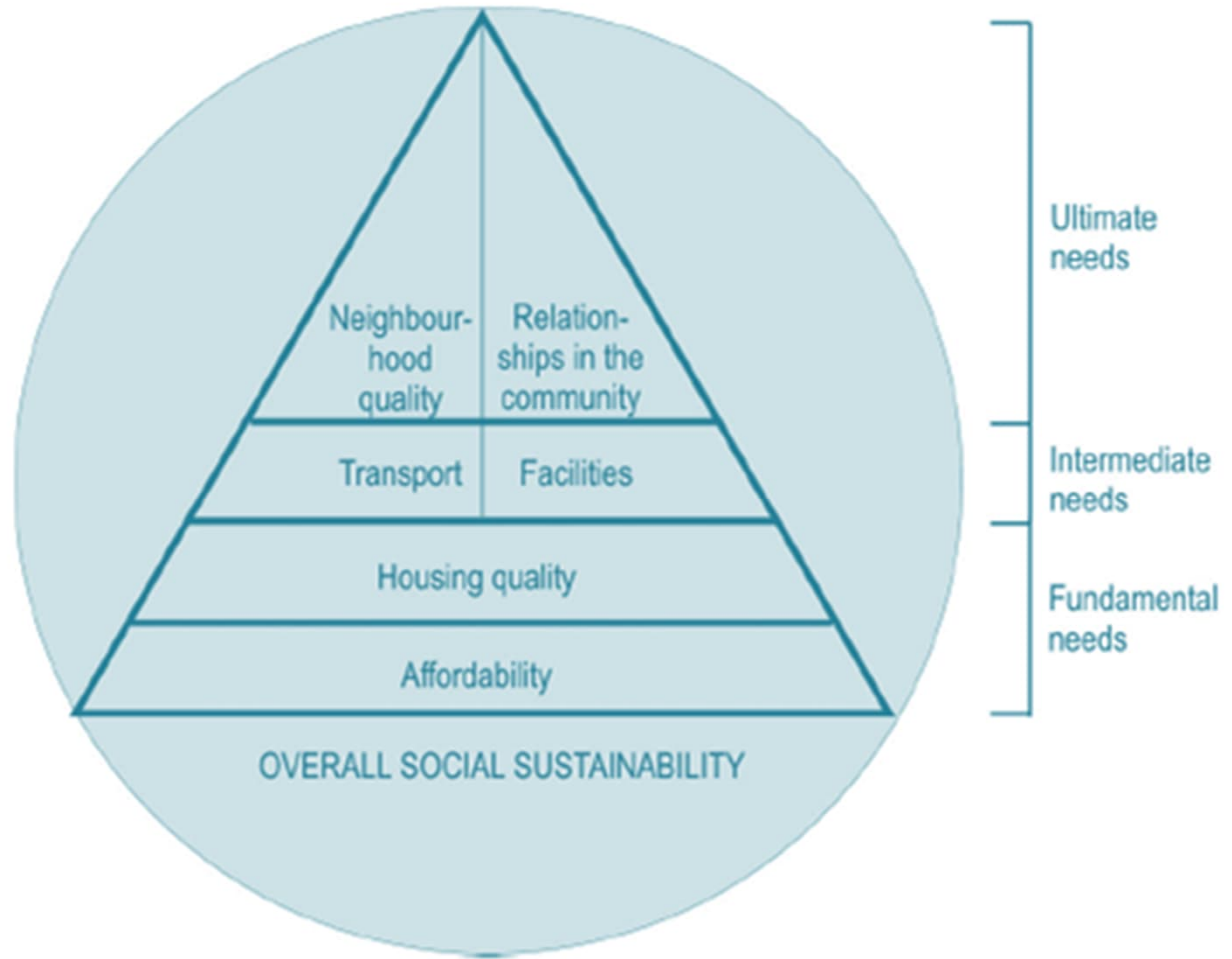 Neighbour-
hood
quality
Relation-
ships in the
community
Transport
Facilities
Housing quality
Affordability
OVERALL SOCIAL SUSTAINABILITY
Ultimate
needs
Intermediate
needs
Fundamental
needs